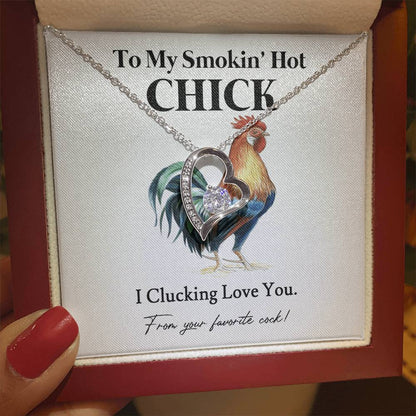 To My Smokin' Hot
CHICK
I Clucking Love You.
From your favorite cock!